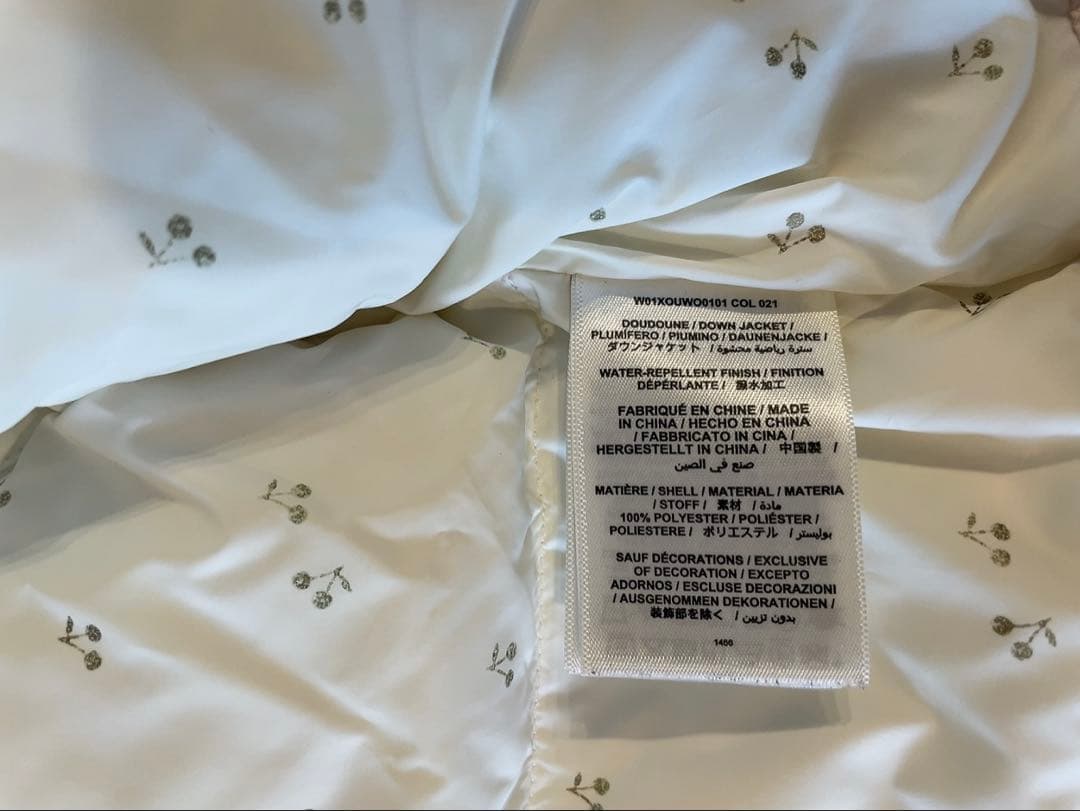 W01XOUWO0101 COL 021
DOUDOUNE / DOWN JACKET /
PLUMÍFERO / PIUMINO / DAUNENJACKE /
ダウンジャケット / سترة رياضية محشوة /
WATER-REPELLENT FINISH / FINITION
DÉPERLANTE / 撥水加工
FABRIQUÉ EN CHINE / MADE
IN CHINA / HECHO EN CHINA
/ FABBRICATO IN CINA /
HERGESTELLT IN CHINA / 中国製 /
صنع في الصين
MATIÈRE / SHELL / MATERIAL / MATERIA
/ STOFF / 素材 / مادة /
100% POLYESTER / POLIÉSTER /
POLIESTERE / ポリエステル / بوليستر /
SAUF DÉCORATIONS / EXCLUSIVE
OF DECORATION / EXCEPTO
ADORNOS / ESCLUSE DECORAZIONI
/ AUSGENOMMEN DEKORATIONEN /
装飾部を除く / بدون تزيين /
1456